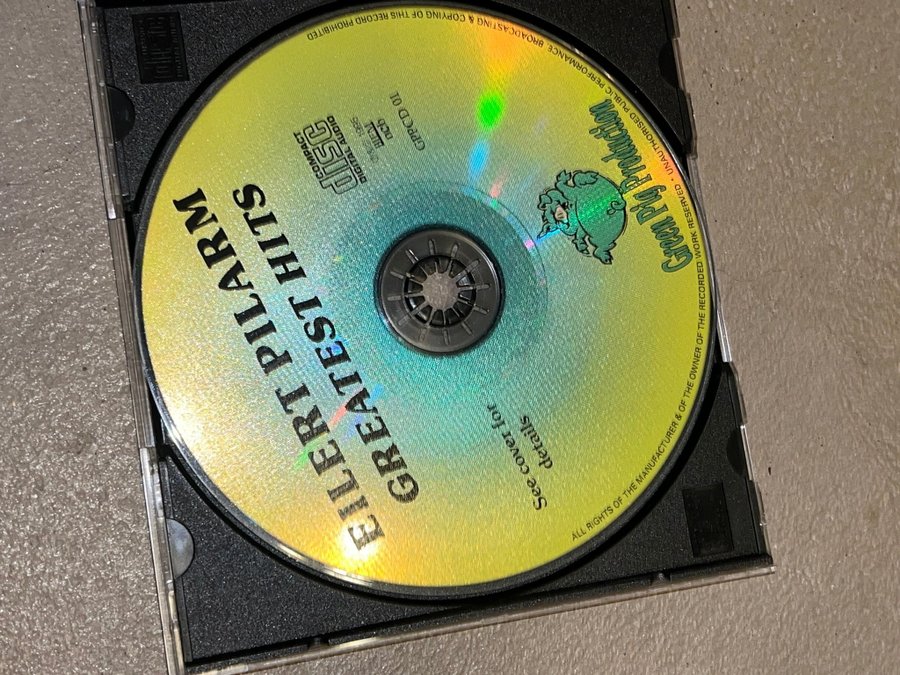 EiLERT PILARM
GREATEST HITS
COMPACT
disc
DIGITAL AUDIO
1996
ncb
GPPCD 01
Green Pig Production
See cover for
details
ALL RIGHTS OF THE MANUFACTURER & OF THE OWNER OF THE RECORDED WORK RESERVED • UNAUTHORISED PUBLIC PERFORMANCE, BROADCASTING & COPYING OF THIS RECORD PROHIBITED